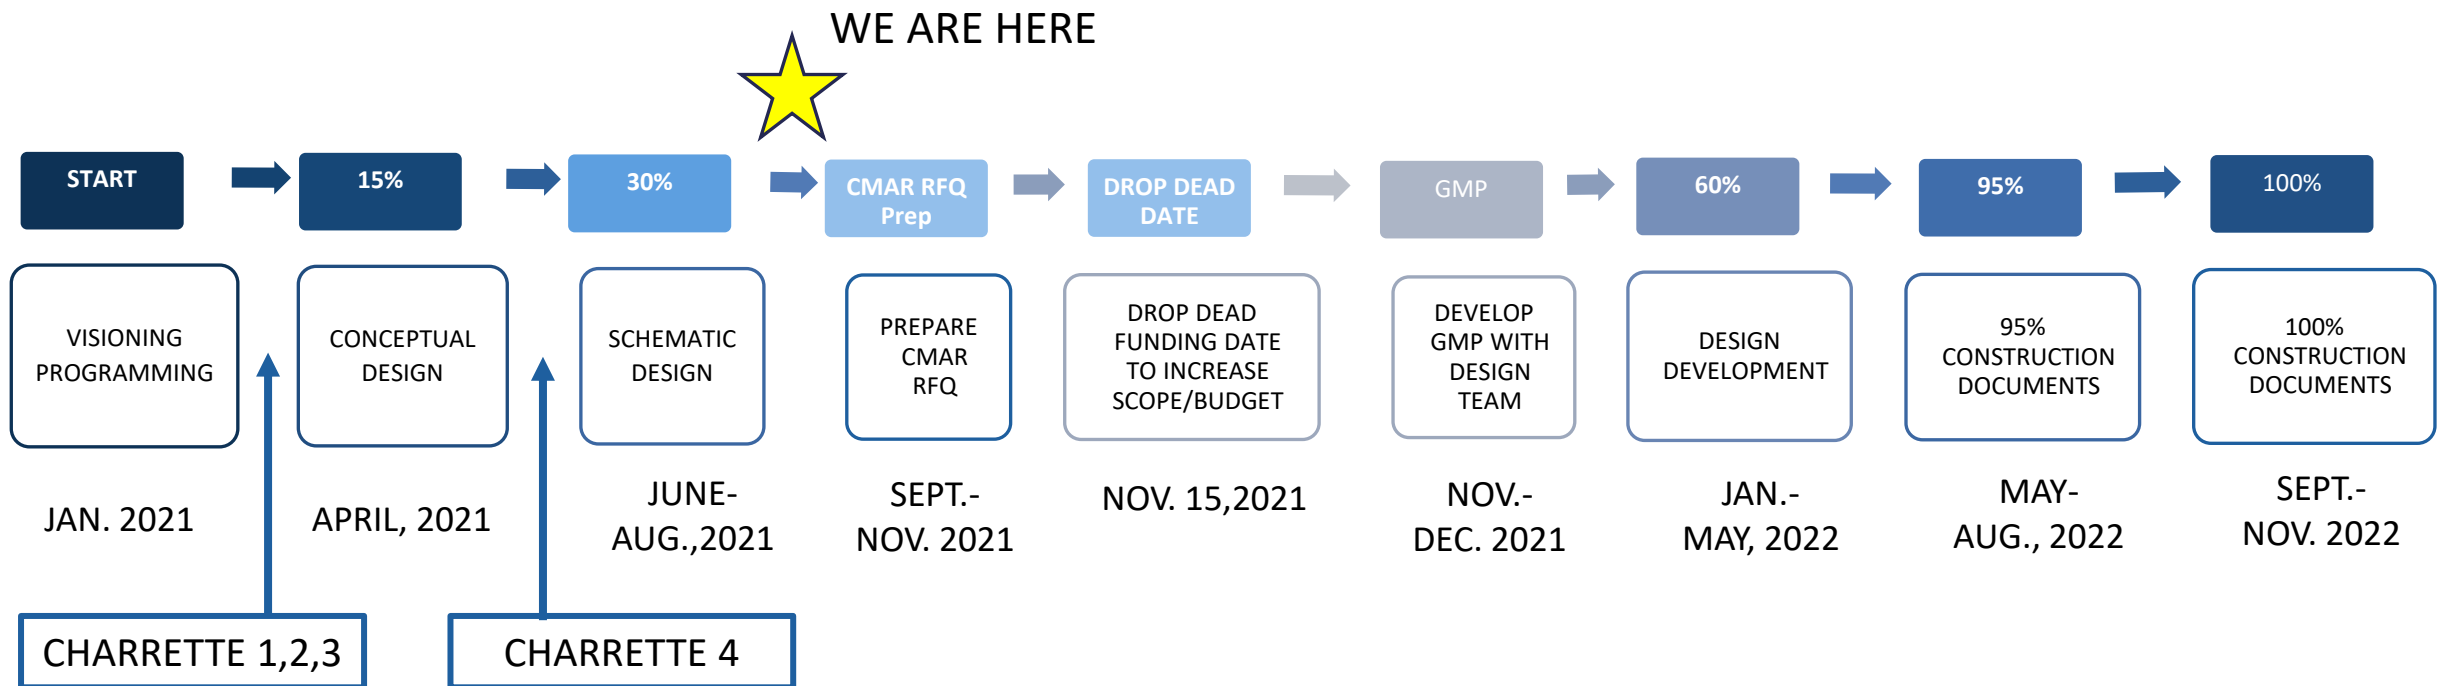 WE ARE HERE
START
15%
30%
CMAR RFQ
Prep
DROP DEAD
DATE
GMP
60%
95%
100%
VISIONING
PROGRAMMING
CONCEPTUAL
DESIGN
SCHEMATIC
DESIGN
PREPARE
CMAR
RFQ
DROP DEAD
FUNDING DATE
TO INCREASE
SCOPE/BUDGET
DEVELOP
GMP WITH
DESIGN
TEAM
DESIGN
DEVELOPMENT
95%
CONSTRUCTION
DOCUMENTS
100%
CONSTRUCTION
DOCUMENTS
JAN. 2021
APRIL, 2021
JUNE-
AUG.,2021
SEPT.-
NOV. 2021
NOV. 15,2021
NOV.-
DEC. 2021
JAN.-
MAY, 2022
MAY-
AUG., 2022
SEPT.-
NOV. 2022
CHARRETTE 1,2,3
CHARRETTE 4